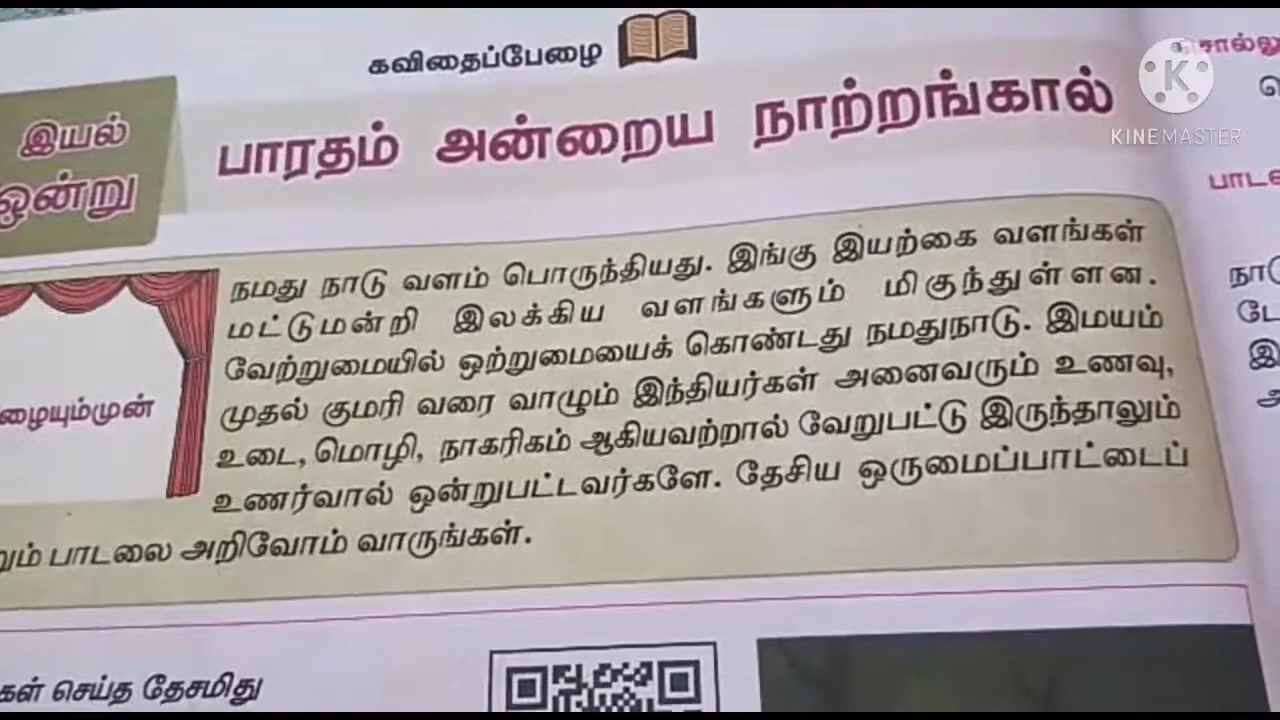 கவிதைப்பேழை
இயல்
ஒன்று
பாரதம் அன்றைய நாற்றங்கால்
KINEMASTER
நமது நாடு வளம் பொருந்தியது. இங்கு இயற்கை வளங்கள்
மட்டுமன்றி இலக்கிய வளங்களும் மிகுந்துள்ளன.
வேற்றுமையில் ஒற்றுமையைக் கொண்டது நமதுநாடு. இமயம்
முதல் குமரி வரை வாழும் இந்தியர்கள் அனைவரும் உணவு,
உடை, மொழி, நாகரிகம் ஆகியவற்றால் வேறுபட்டு இருந்தாலும்
உணர்வால் ஒன்றுபட்டவர்களே. தேசிய ஒருமைப்பாட்டைப்
பாடலை அறிவோம் வாருங்கள்.
செய்த தேசமிது